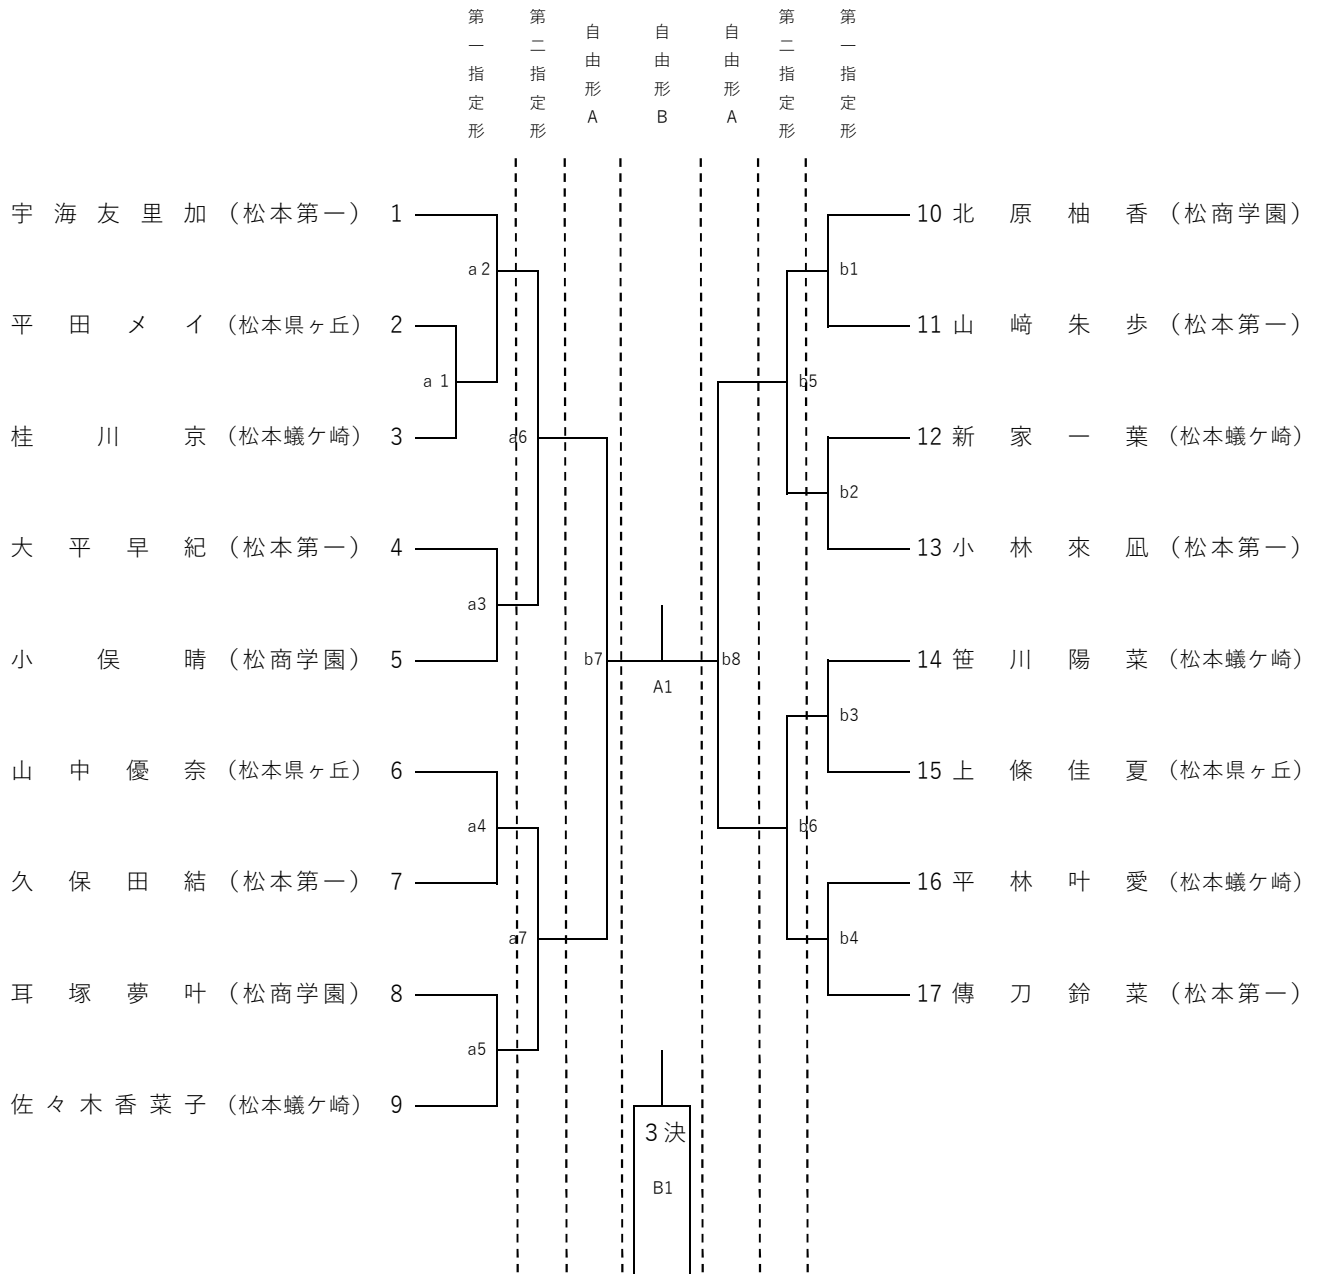 第一指定形
第二指定形
自由形A
自由形B
自由形A
第二指定形
第一指定形
宇海友里加 (松本第一) 1
10 北原柚香 (松商学園)
a 2
b1
平田メイ (松本県ヶ丘) 2
11 山﨑朱歩 (松本第一)
a 1
b5
桂川京 (松本蟻ケ崎) 3
a6
12 新家一葉 (松本蟻ケ崎)
b2
大平早紀 (松本第一) 4
13 小林來凪 (松本第一)
a3
小俣晴 (松商学園) 5
b7
b8
14 笹川陽菜 (松本蟻ケ崎)
A1
b3
山中優奈 (松本県ヶ丘) 6
15 上條佳夏 (松本県ヶ丘)
a4
b6
久保田結 (松本第一) 7
16 平林叶愛 (松本蟻ケ崎)
a7
b4
耳塚夢叶 (松商学園) 8
17 傳刀鈴菜 (松本第一)
a5
佐々木香菜子 (松本蟻ケ崎) 9
3決
B1